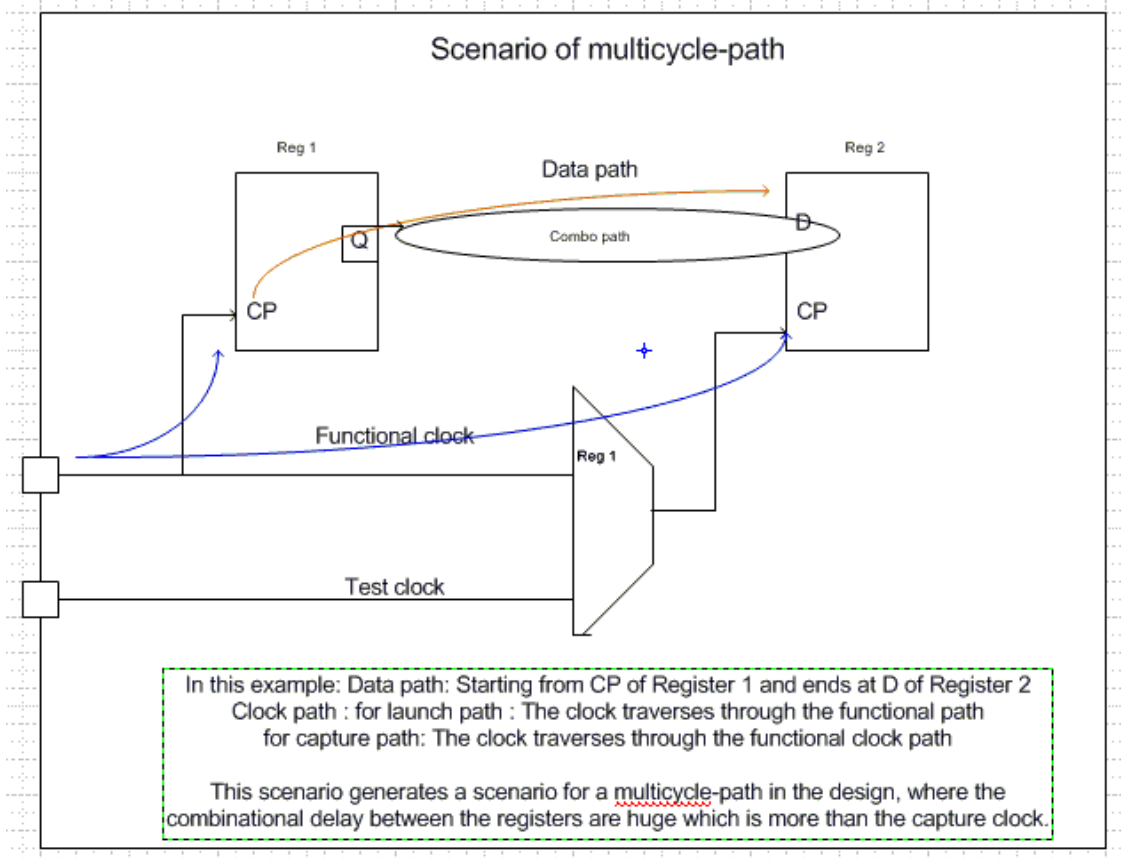 Scenario of multicycle-path
Reg 1
Reg 2
Data path
D
Q
Combo path
CP
CP
Functional clock
Reg 1
Test clock
In this example: Data path: Starting from CP of Register 1 and ends at D of Register 2
Clock path : for launch path : The clock traverses through the functional path
for capture path: The clock traverses through the functional clock path
This scenario generates a scenario for a multicycle-path in the design, where the
combinational delay between the registers are huge which is more than the capture clock.